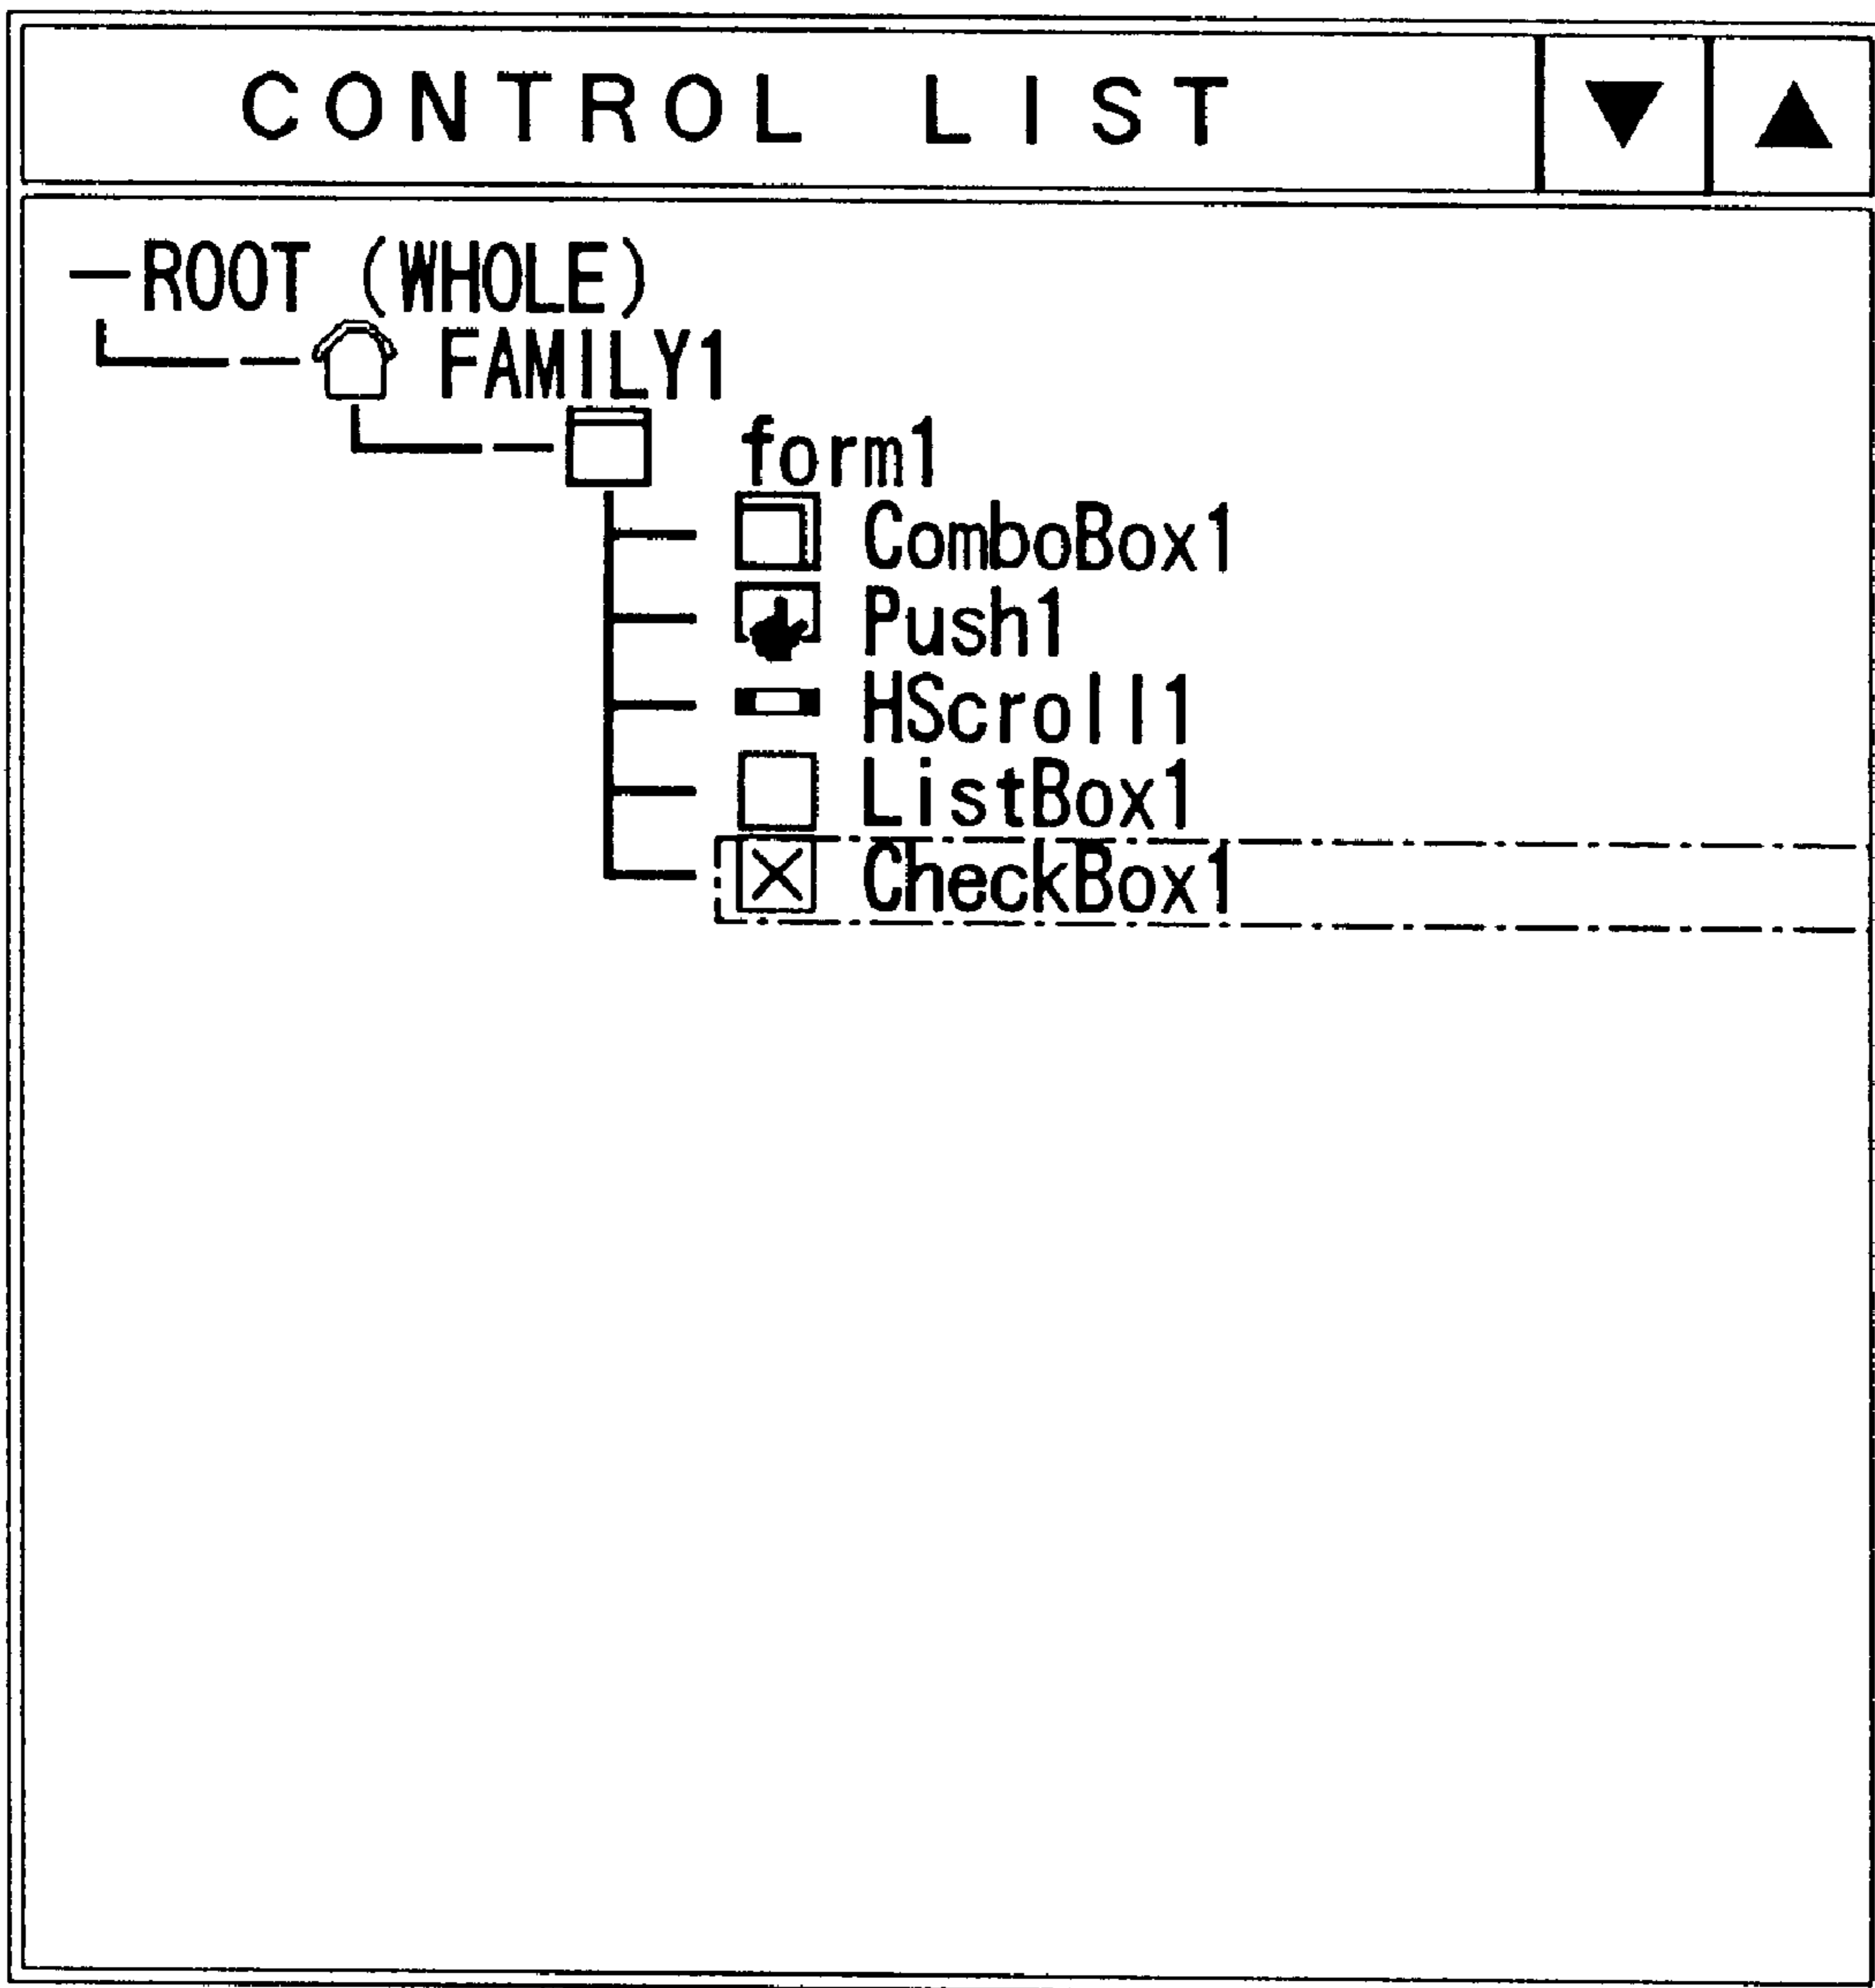 CONTROL LIST
ROOT (WHOLE)
FAMILY1
form1
ComboBox1
Push1
HScroll1
ListBox1
CheckBox1